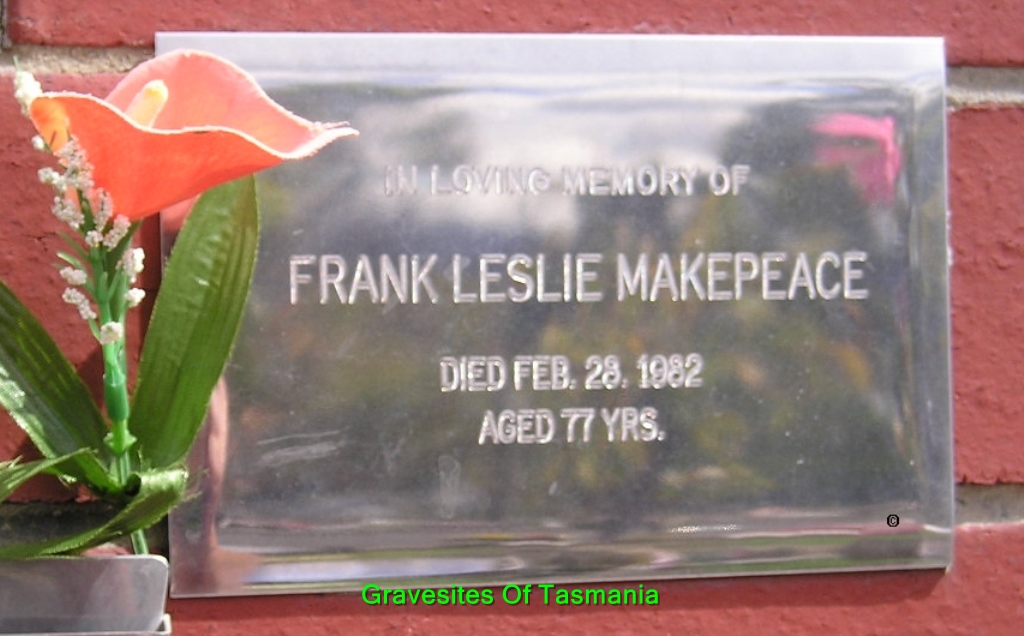 IN LOVING MEMORY OF
FRANK LESLIE MAKEPEACE
DIED FEB. 28. 1982
AGED 77 YRS.
©
Gravesites Of Tasmania